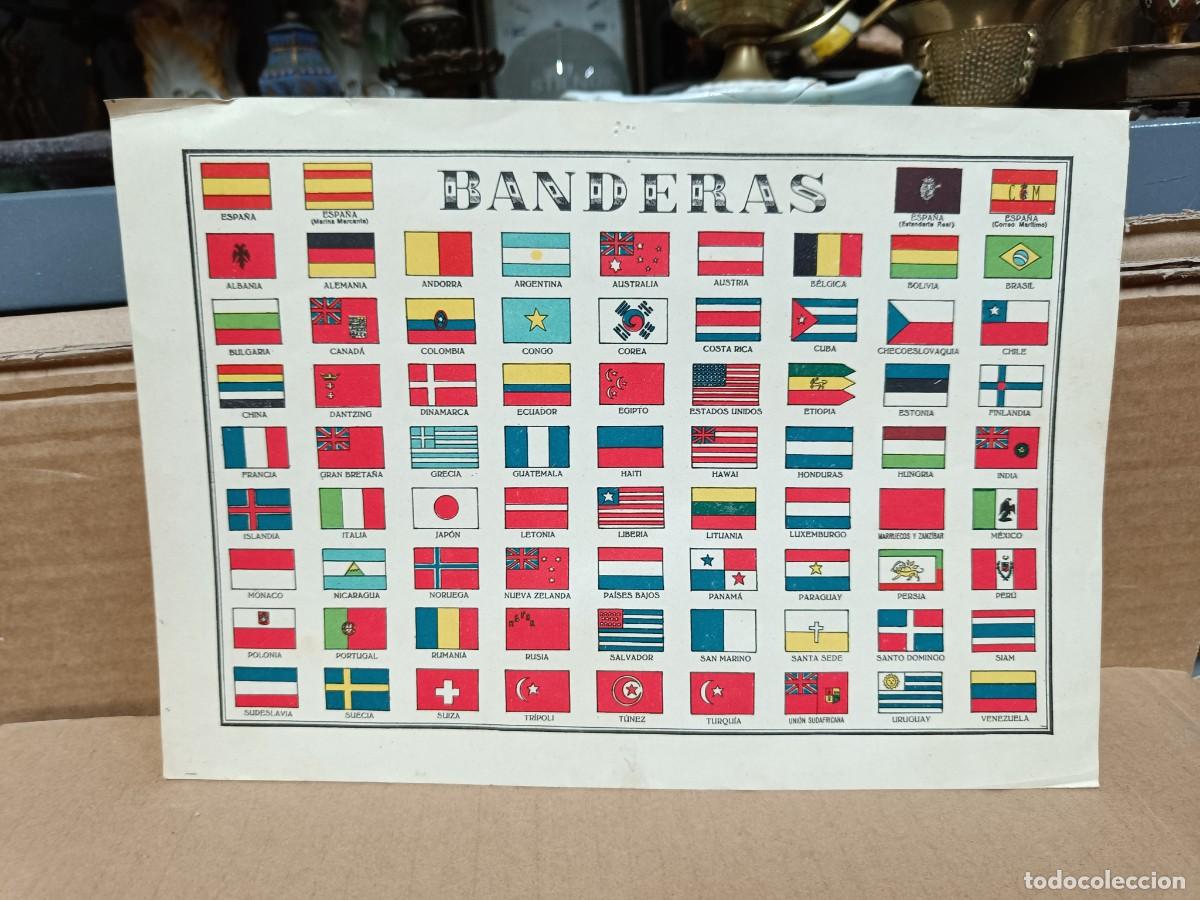 BANDERAS
ESPAÑA
ESPAÑA
(Marina Mercante)
ESPAÑA
(Estandarte Real)
C M
ESPAÑA
(Correo Marítimo)
ALBANIA
ALEMANIA
ANDORRA
ARGENTINA
AUSTRALIA
AUSTRIA
BÉLGICA
BOLIVIA
BRASIL
BULGARIA
CANADÁ
COLOMBIA
CONGO
COREA
COSTA RICA
CUBA
CHECOESLOVAQUIA
CHILE
CHINA
DANTZING
DINAMARCA
ECUADOR
EGIPTO
ESTADOS UNIDOS
ETIOPIA
ESTONIA
FINLANDIA
FRANCIA
GRAN BRETAÑA
GRECIA
GUATEMALA
HAITI
HAWAI
HONDURAS
HUNGRIA
INDIA
ISLANDIA
ITALIA
JAPÓN
LETONIA
LIBERIA
LITUANIA
LUXEMBURGO
MARRUECOS Y ZANZÍBAR
MÉXICO
MÓNACO
NICARAGUA
NORUEGA
NUEVA ZELANDA
PAÍSES BAJOS
PANAMÁ
PARAGUAY
PERSIA
PERÚ
POLONIA
PORTUGAL
RUMANIA
RUSIA
SALVADOR
SAN MARINO
SANTA SEDE
SANTO DOMINGO
SIAM
SUDESLAVIA
SUECIA
SUIZA
TRÍPOLI
TÚNEZ
TURQUÍA
UNIÓN SUDAFRICANA
URUGUAY
VENEZUELA
todocoleccion